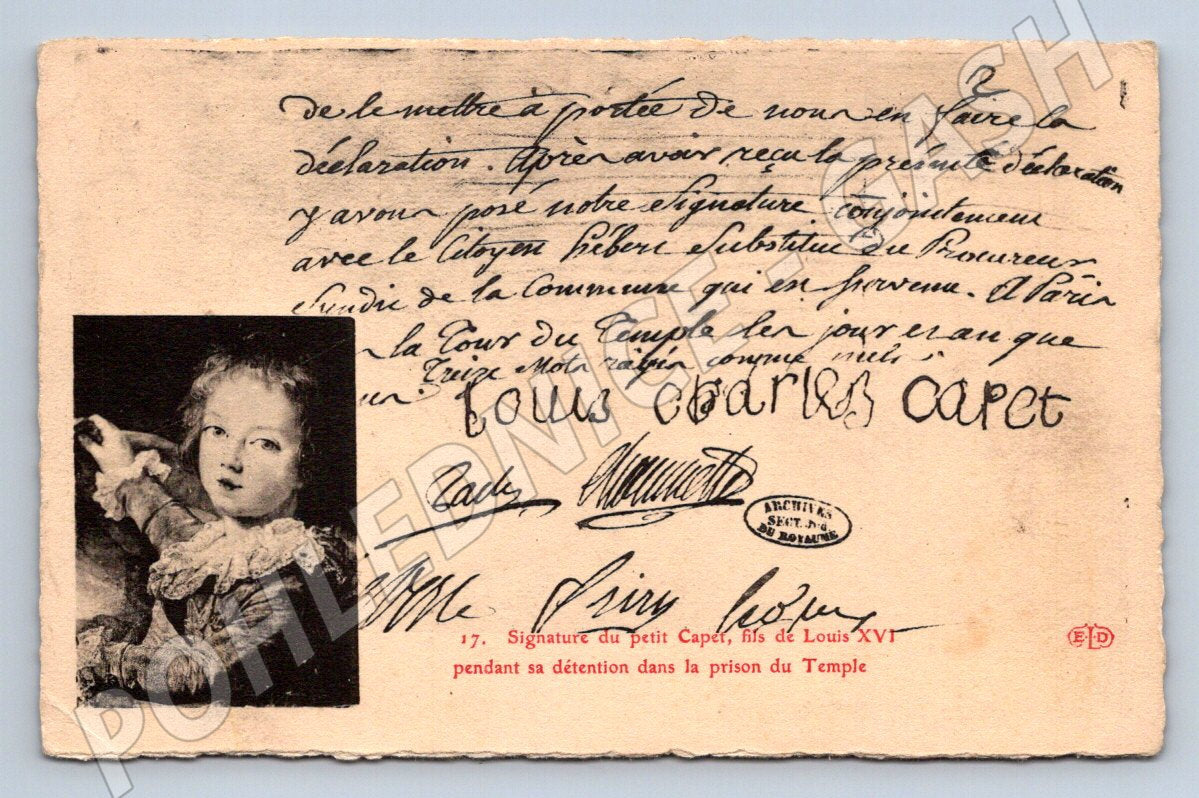 2
de le mettre à portée de nous en faire la
déclaration. Après avoir reçu la présente déclaration
y avons posé notre signature conjointement
avec le Citoyen hébert Substitut du Procureur
Syndic de la Commune qui en
la Tour du Temple les jour et an que
Treize Mots rayés comme nuls
Louis charles Capet
ARCHIVES
SECT.
DU ROYAUME
17. Signature du petit Capet, fils de Louis XVI
pendant sa détention dans la prison du Temple
ELD
POHLEDNICE - GASH